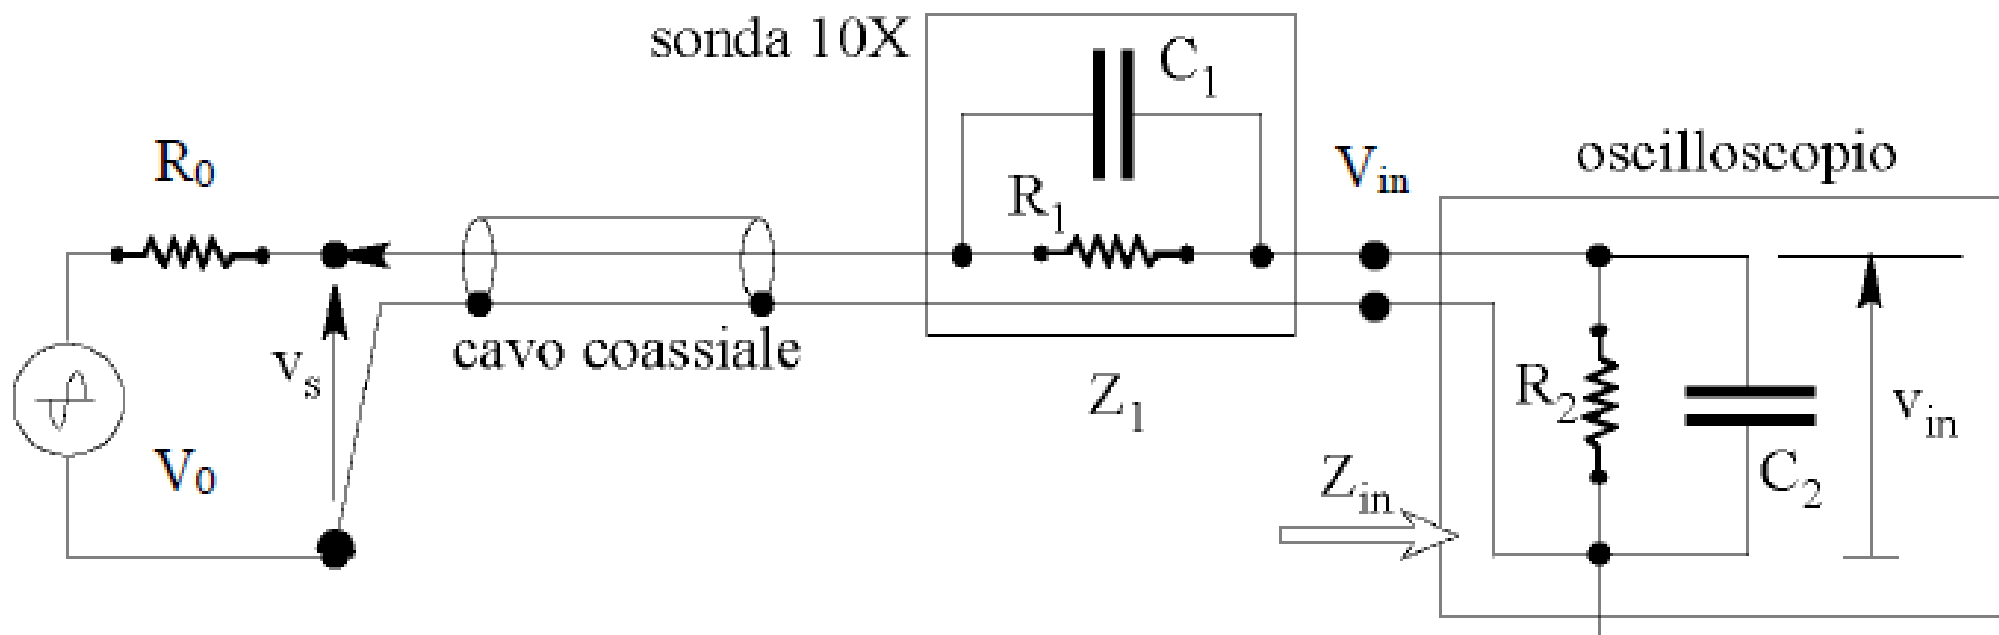 sonda 10X
C1
R0
R1
Vin
oscilloscopio
vs
cavo coassiale
Z1
R2
vin
V0
Zin
C2